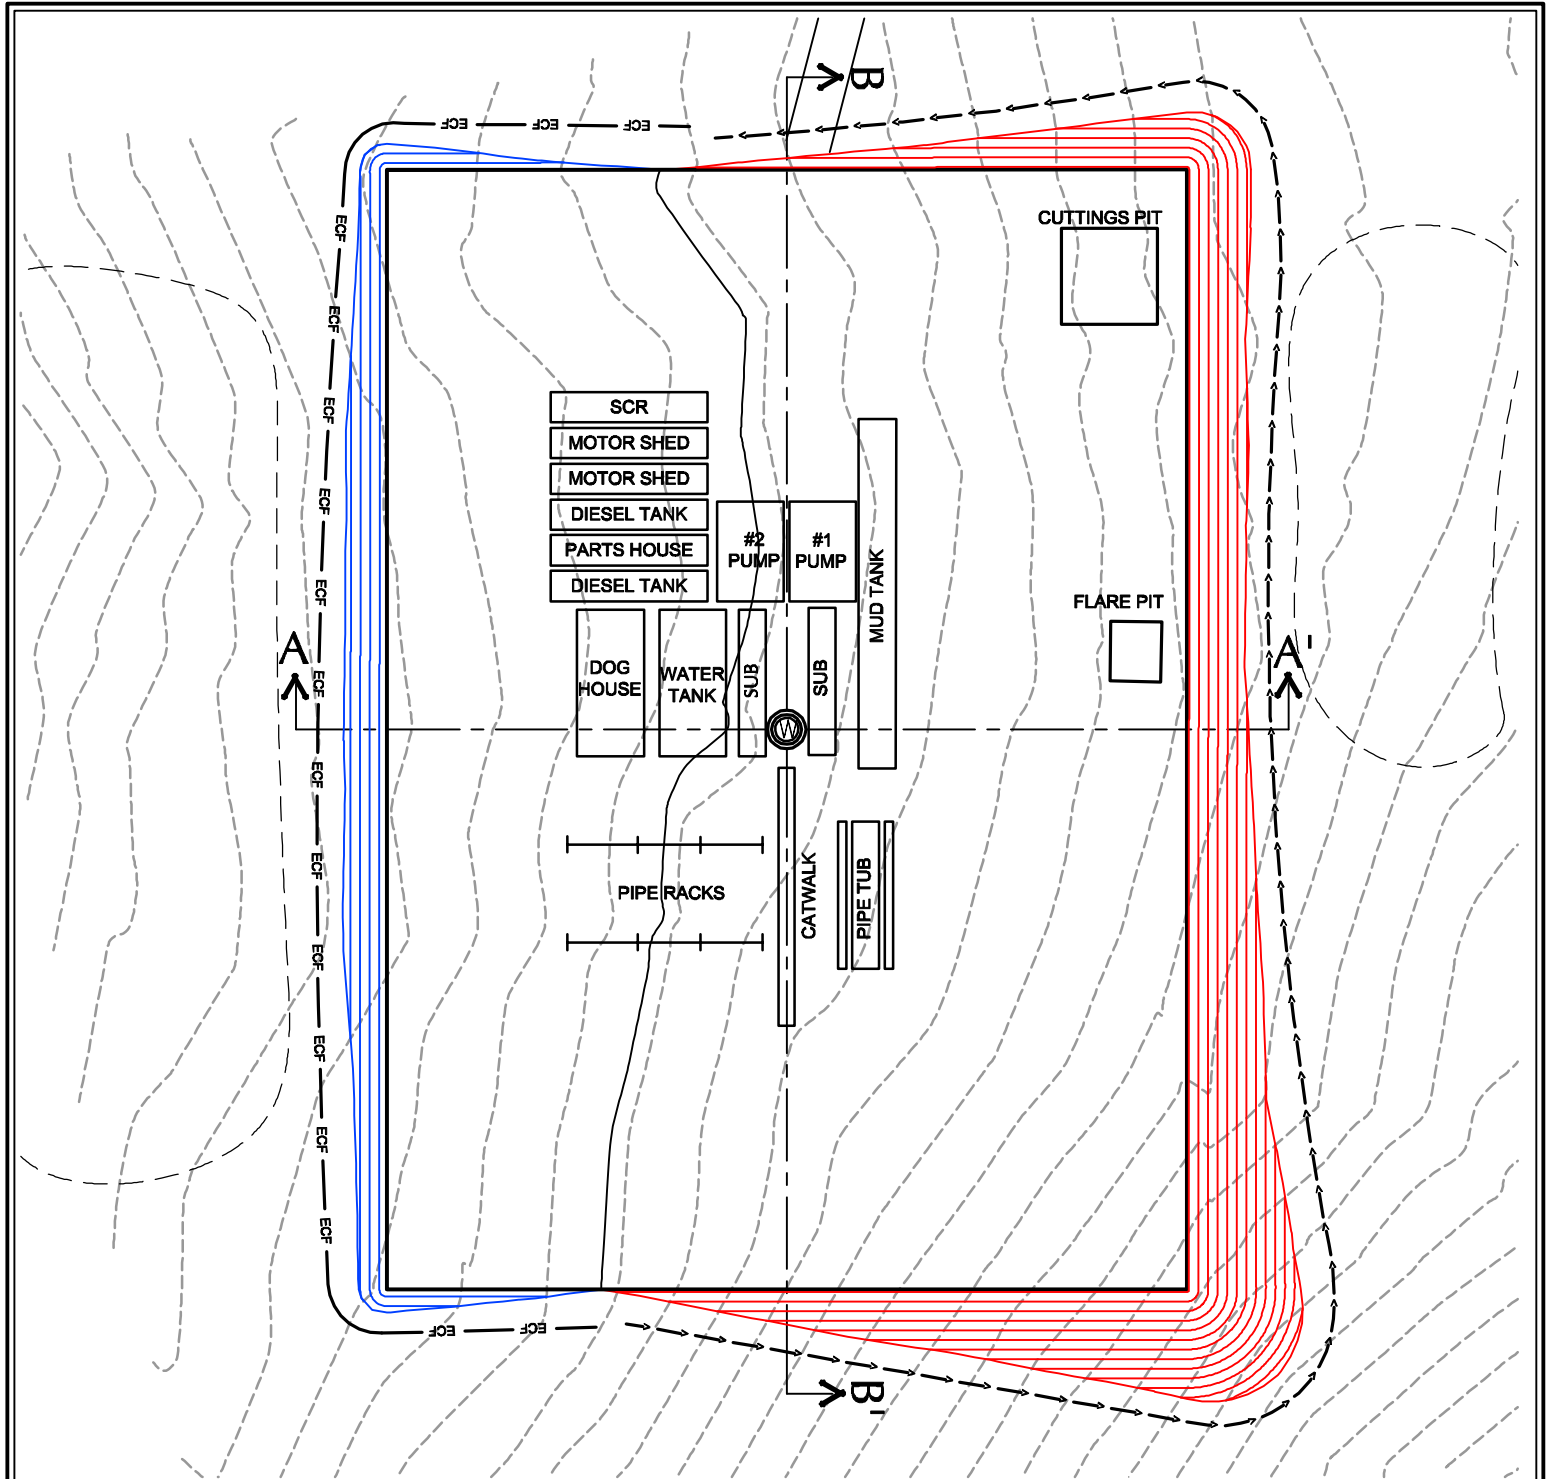 B'
ECF
ECF
ECF
ECF
CUTTINGS PIT
ECF
ECF
SCR
ECF
MOTOR SHED
MOTOR SHED
ECF
DIESEL TANK
#2
PUMP
#1
PUMP
PARTS HOUSE
DIESEL TANK
ECF
MUD TANK
FLARE PIT
A
A'
DOG
HOUSE
WATER
TANK
SUB
SUB
ECF
W
ECF
ECF
PIPE RACKS
CATWALK
PIPE TUB
ECF
ECF
ECF
ECF
ECF
ECF
B'